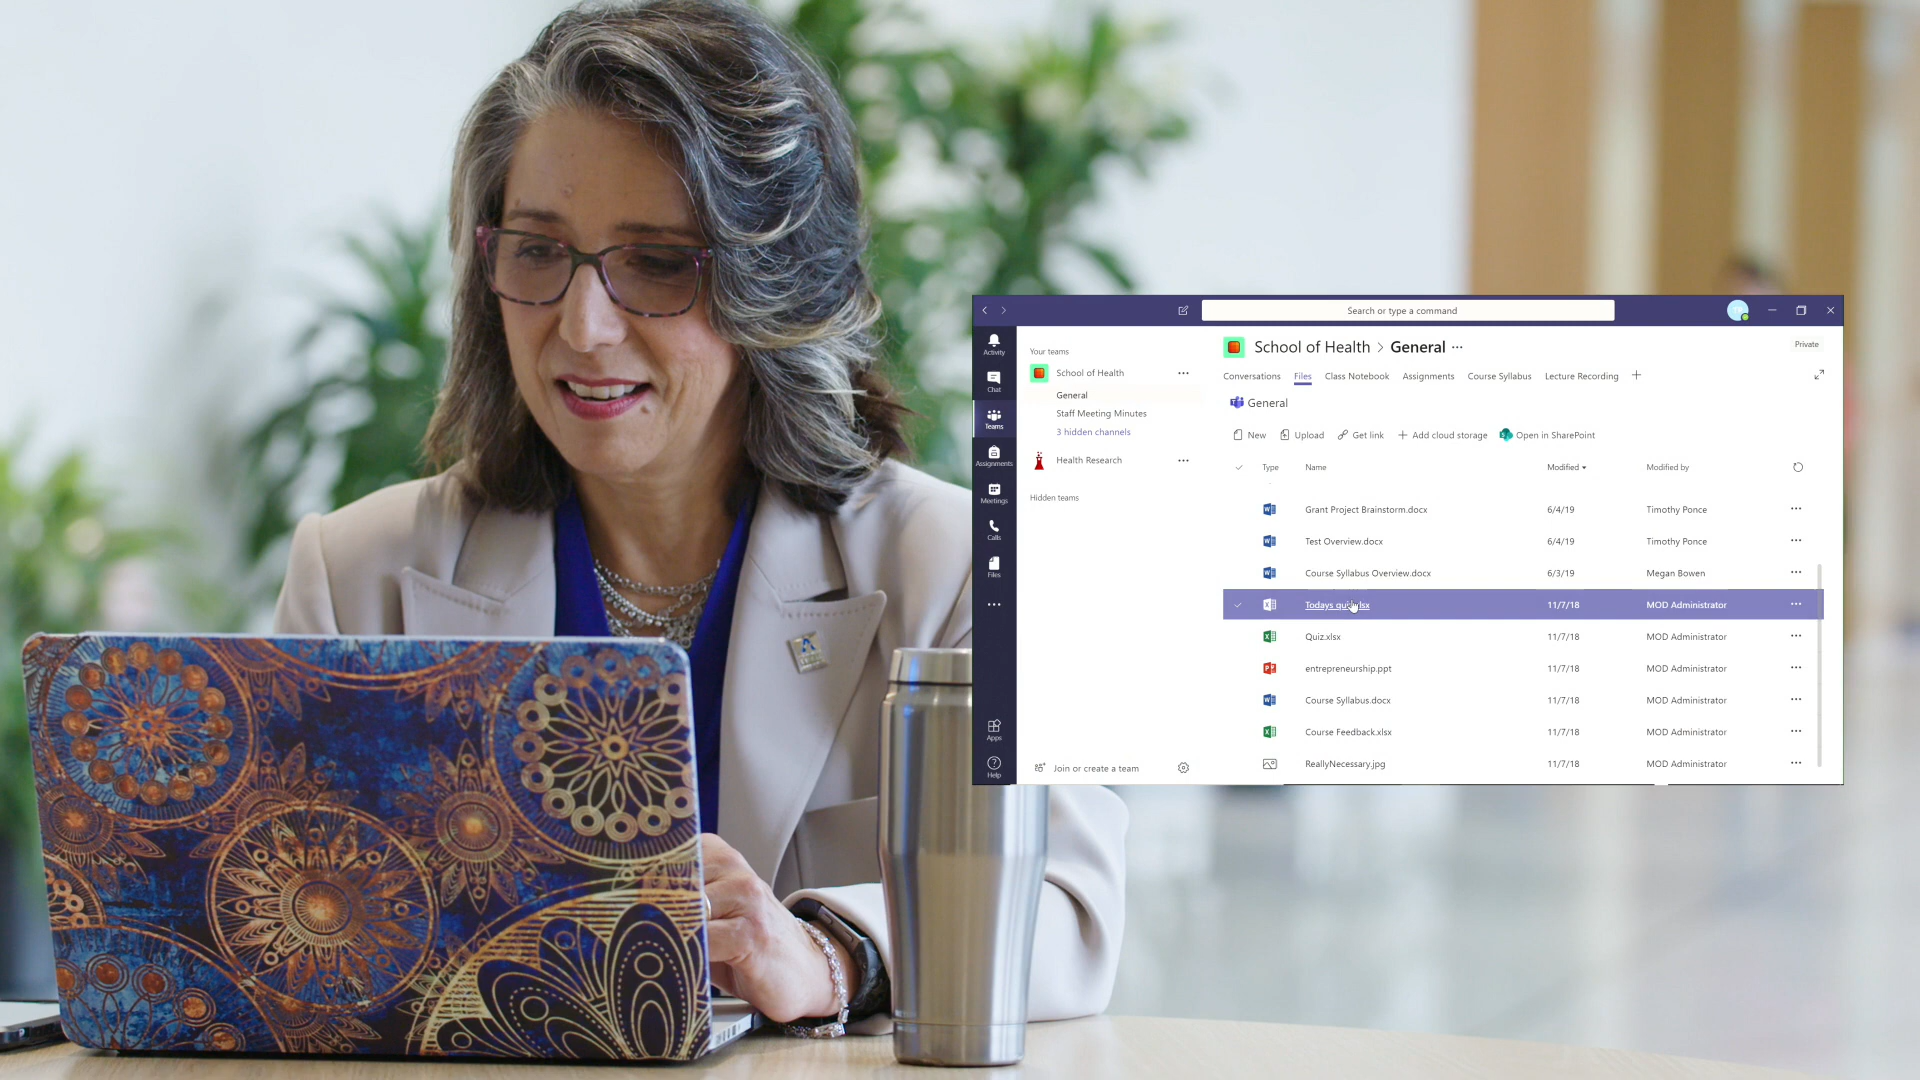 Search or type a command
Activity
Chat
Teams
Assignments
Meetings
Calls
Files
Apps
Help
Your teams
School of Health
General
Staff Meeting Minutes
3 hidden channels
Health Research
Hidden teams
Join or create a team
School of Health > General
Private
Conversations Files Class Notebook Assignments Course Syllabus Lecture Recording
General
New Upload Get link Add cloud storage Open in SharePoint
Type Name Modified Modified by
Grant Project Brainstorm.docx 6/4/19 Timothy Ponce
Test Overview.docx 6/4/19 Timothy Ponce
Course Syllabus Overview.docx 6/3/19 Megan Bowen
Todays 11/7/18 MOD Administrator
Quiz.xlsx 11/7/18 MOD Administrator
entrepreneurship.ppt 11/7/18 MOD Administrator
Course Syllabus.docx 11/7/18 MOD Administrator
Course Feedback.xlsx 11/7/18 MOD Administrator
ReallyNecessary.jpg 11/7/18 MOD Administrator